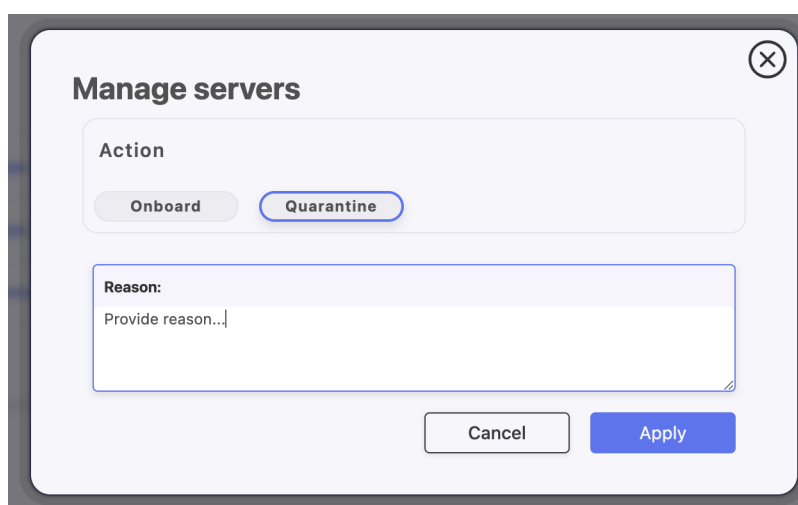 Manage servers
Action
Onboard Quarantine
Reason:
Provide reason...
Cancel Apply